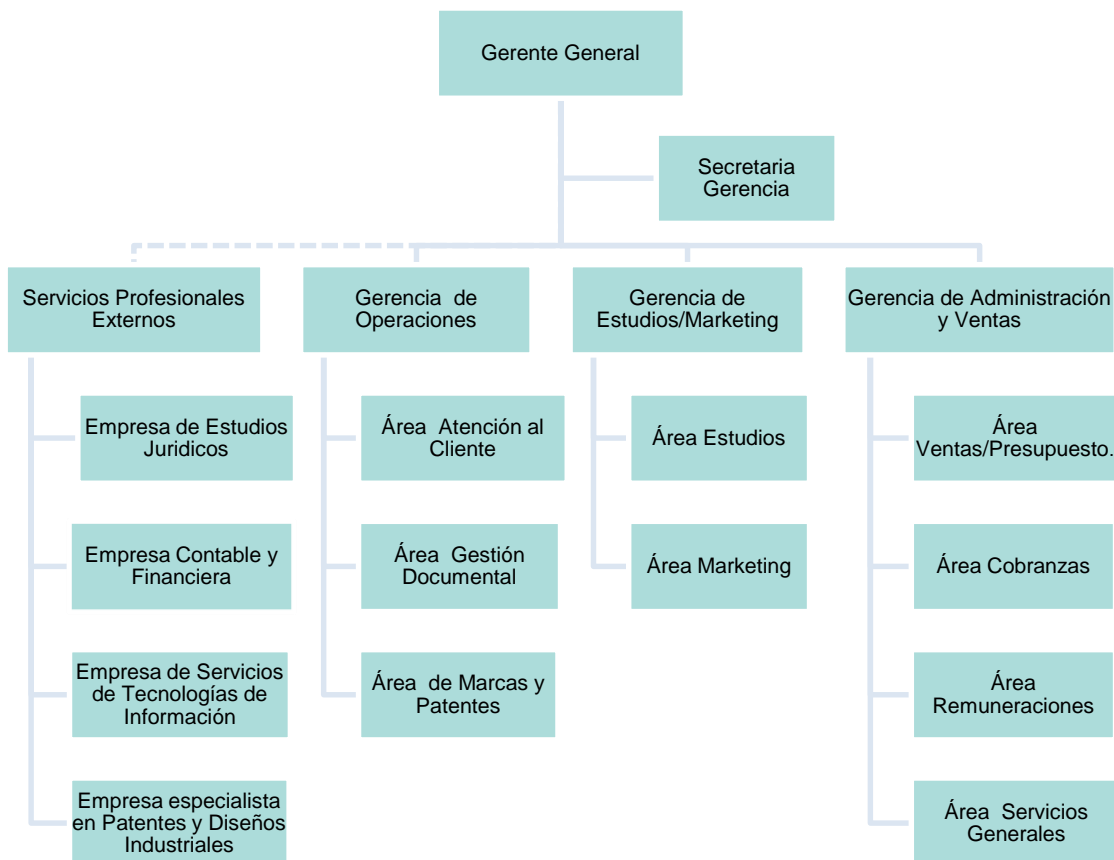 Gerente General
Secretaria
Gerencia
Servicios Profesionales
Externos
Gerencia de
Operaciones
Gerencia de
Estudios/Marketing
Gerencia de Administración
y Ventas
Empresa de Estudios
Juridicos
Empresa Contable y
Financiera
Empresa de Servicios
de Tecnologías de
Información
Empresa especialista
en Patentes y Diseños
Industriales
Área Atención al
Cliente
Área Gestión
Documental
Área de Marcas y
Patentes
Área Estudios
Área Marketing
Área
Ventas/Presupuesto.
Área Cobranzas
Área
Remuneraciones
Área Servicios
Generales